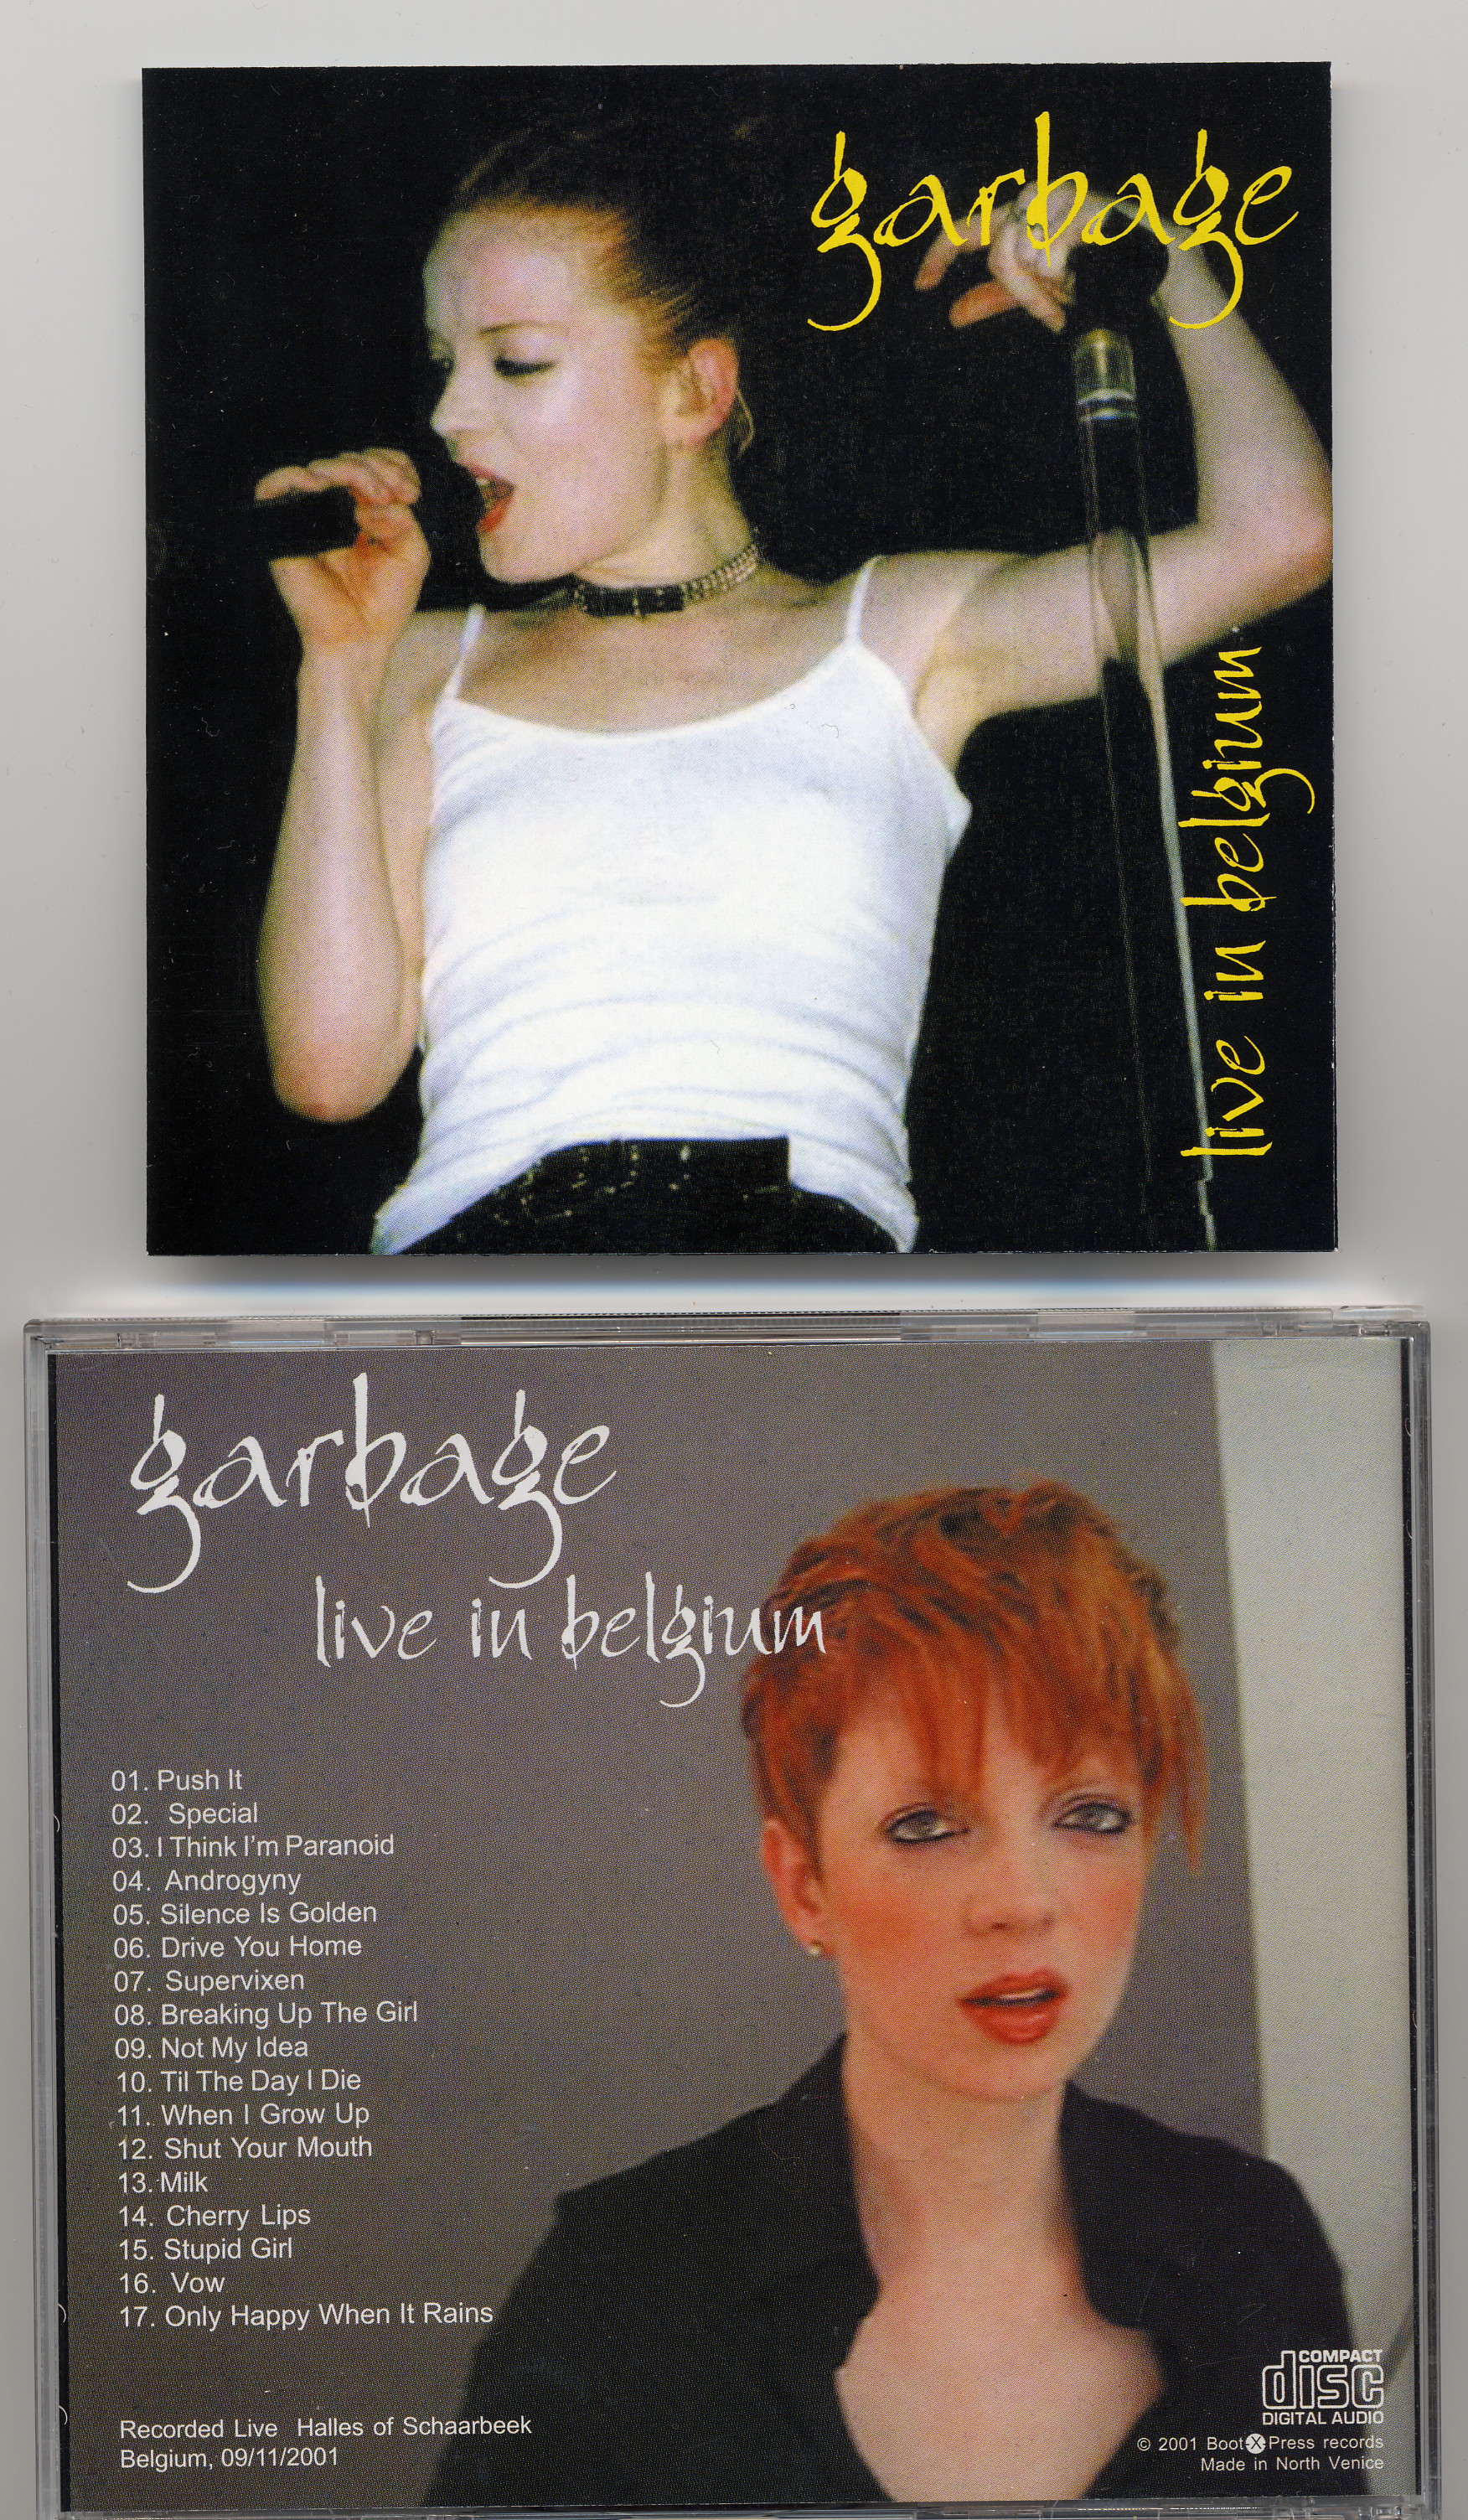 garbage
live in belgium
garbage
live in belgium
01. Push It
02. Special
03. I Think I'm Paranoid
04. Androgyny
05. Silence Is Golden
06. Drive You Home
07. Supervixen
08. Breaking Up The Girl
09. Not My Idea
10. Til The Day I Die
11. When I Grow Up
12. Shut Your Mouth
13. Milk
14. Cherry Lips
15. Stupid Girl
16. Vow
17. Only Happy When It Rains
Recorded Live Halles of Schaarbeek
Belgium, 09/11/2001
COMPACT
disc
DIGITAL AUDIO
© 2001 Boot-X-Press records
Made in North Venice